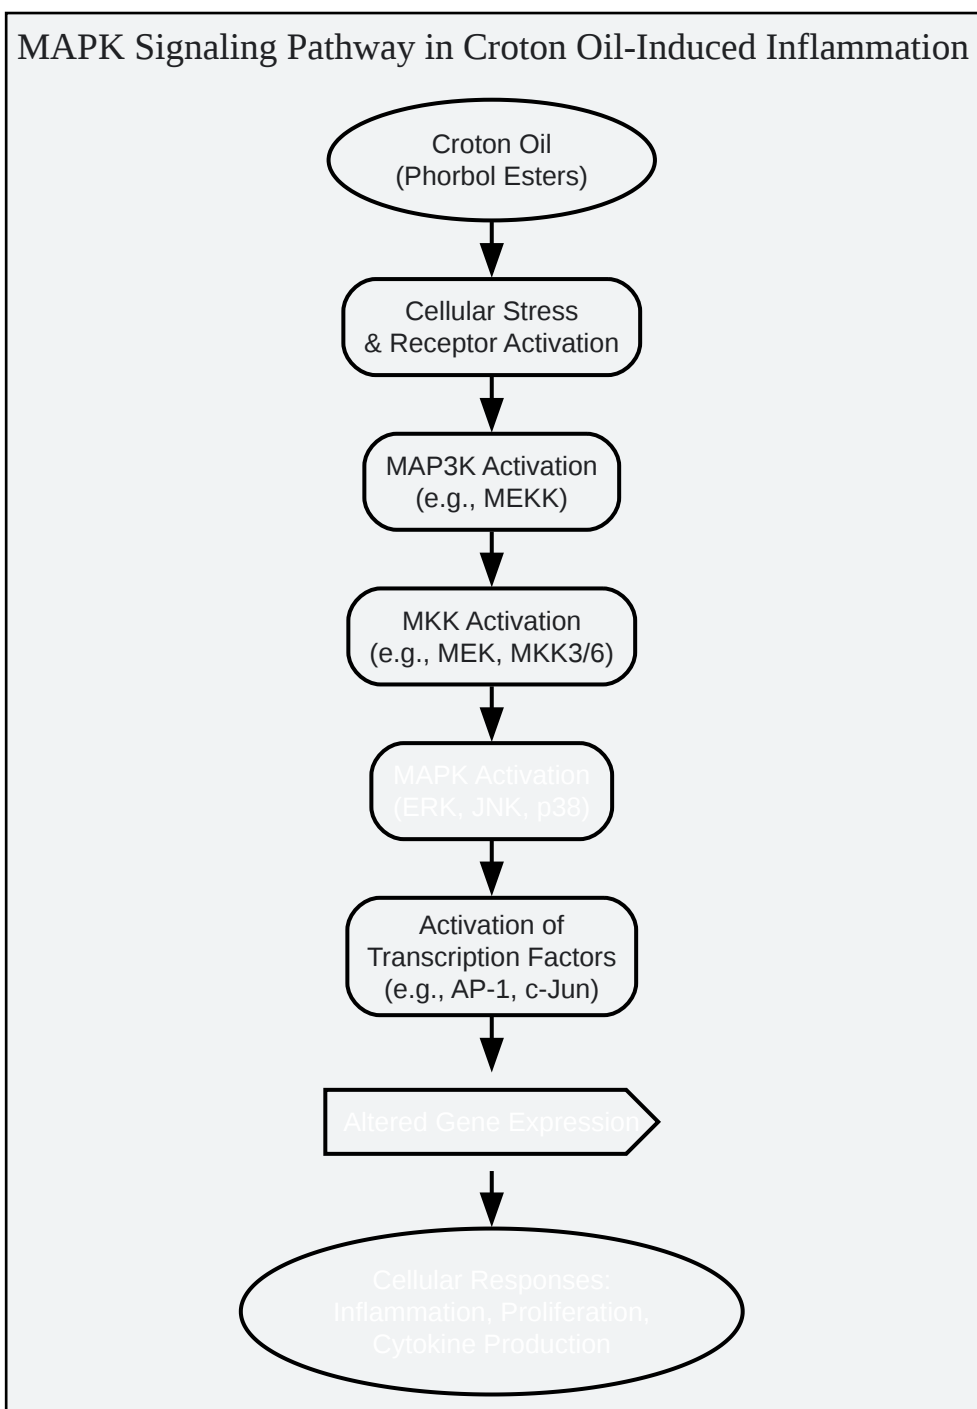 MAPK Signaling Pathway in Croton Oil-Induced Inflammation
Croton Oil
(Phorbol Esters)
Cellular Stress
& Receptor Activation
MAP3K Activation
(e.g., MEKK)
MKK Activation
(e.g., MEK, MKK3/6)
MAPK Activation
(ERK, JNK, p38)
Activation of
Transcription Factors
(e.g., AP-1, c-Jun)
Altered Gene Expression
Cellular Responses:
Inflammation, Proliferation,
Cytokine Production